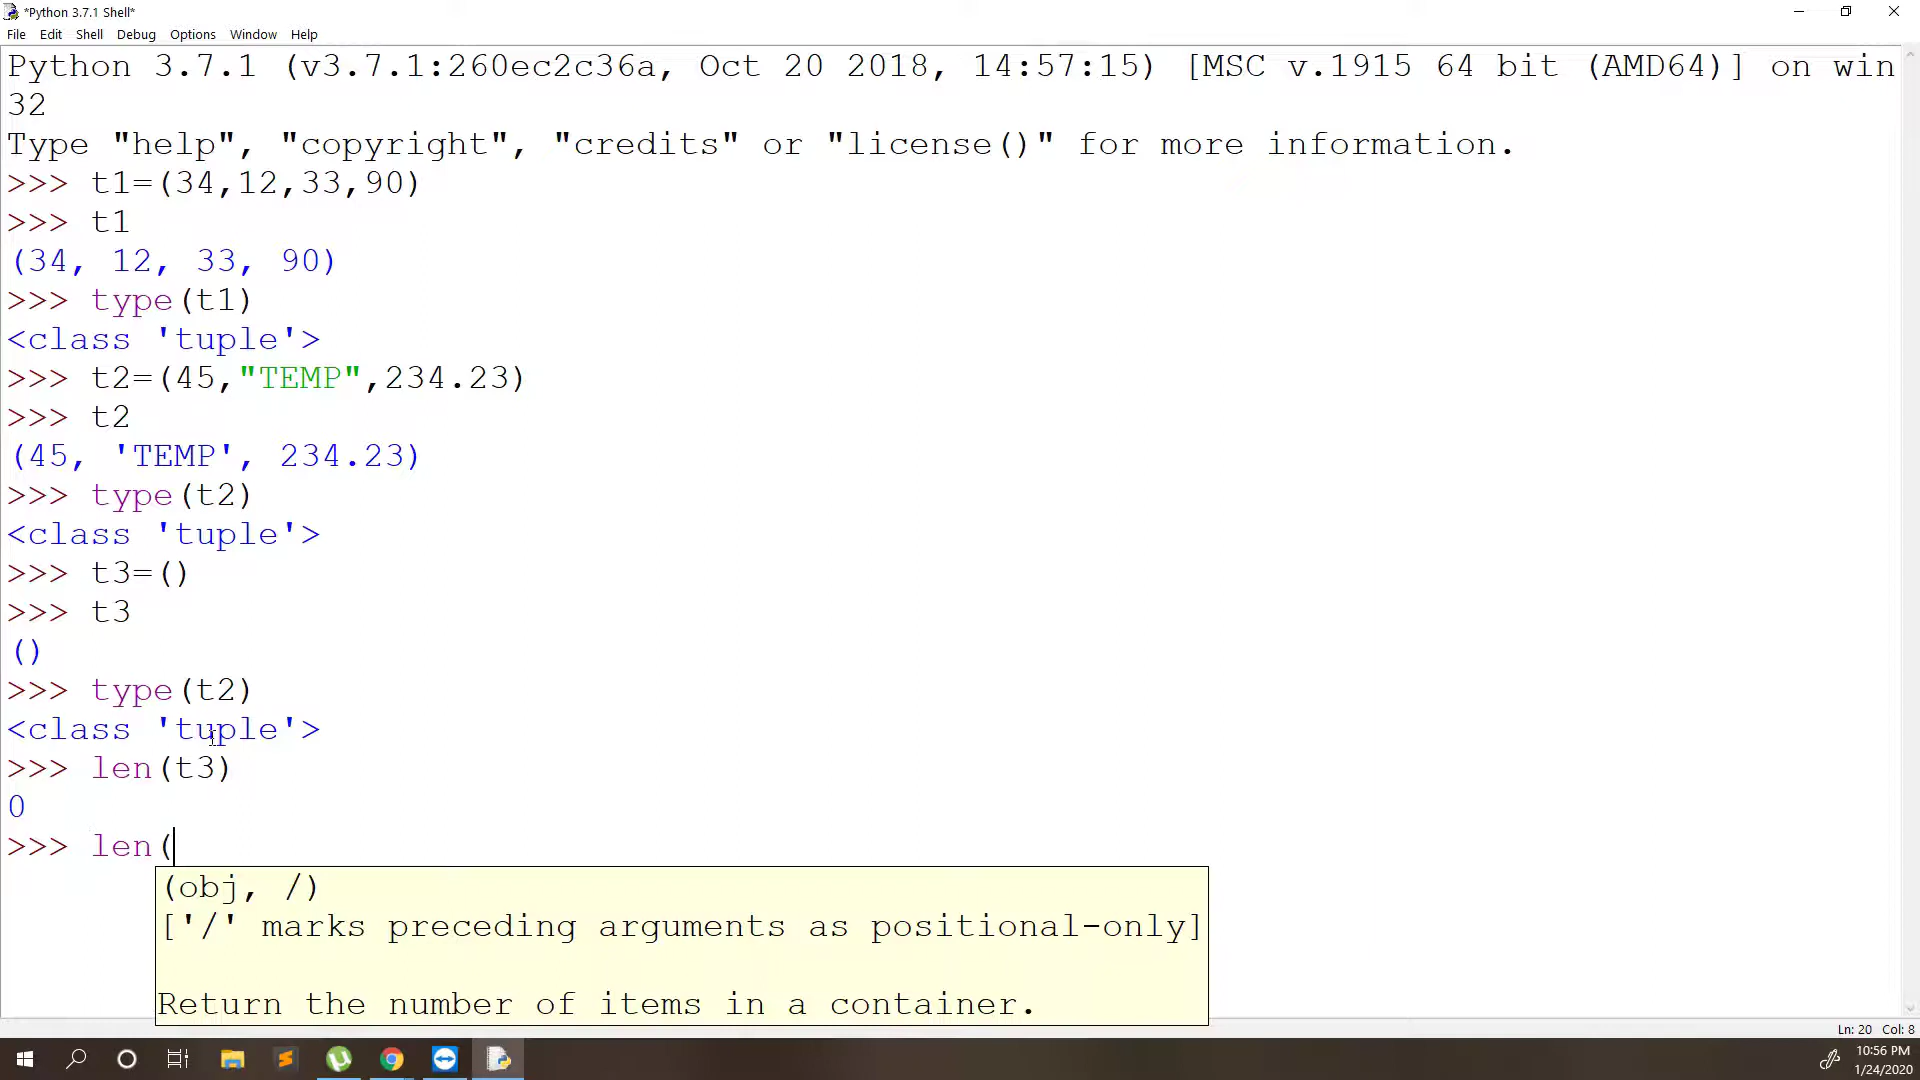 *Python 3.7.1 Shell*
File Edit Shell Debug Options Window Help
Python 3.7.1 (v3.7.1:260ec2c36a, Oct 20 2018, 14:57:15) [MSC v.1915 64 bit (AMD64)] on win
32
Type "help", "copyright", "credits" or "license()" for more information.
>>> t1=(34,12,33,90)
>>> t1
(34, 12, 33, 90)
>>> type(t1)
<class 'tuple'>
>>> t2=(45,"TEMP",234.23)
>>> t2
(45, 'TEMP', 234.23)
>>> type(t2)
<class 'tuple'>
>>> t3=()
>>> t3
()
>>> type(t2)
<class 'tuple'>
>>> len(t3)
0
>>> len(
(obj, /)
['/' marks preceding arguments as positional-only]
Return the number of items in a container.
Ln: 20 Col: 8
10:56 PM
1/24/2020